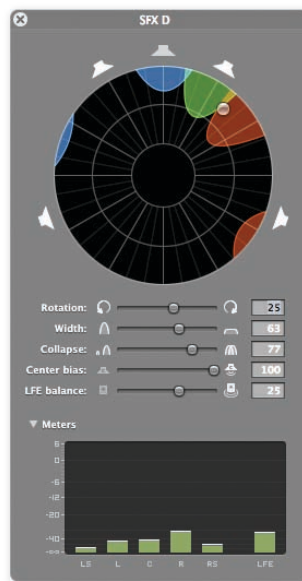 SFX D
Rotation: 25
Width: 63
Collapse: 77
Center bias: 100
LFE balance: 25
Meters
6
0
-6
-12
-20
-40
LS L C R RS LFE